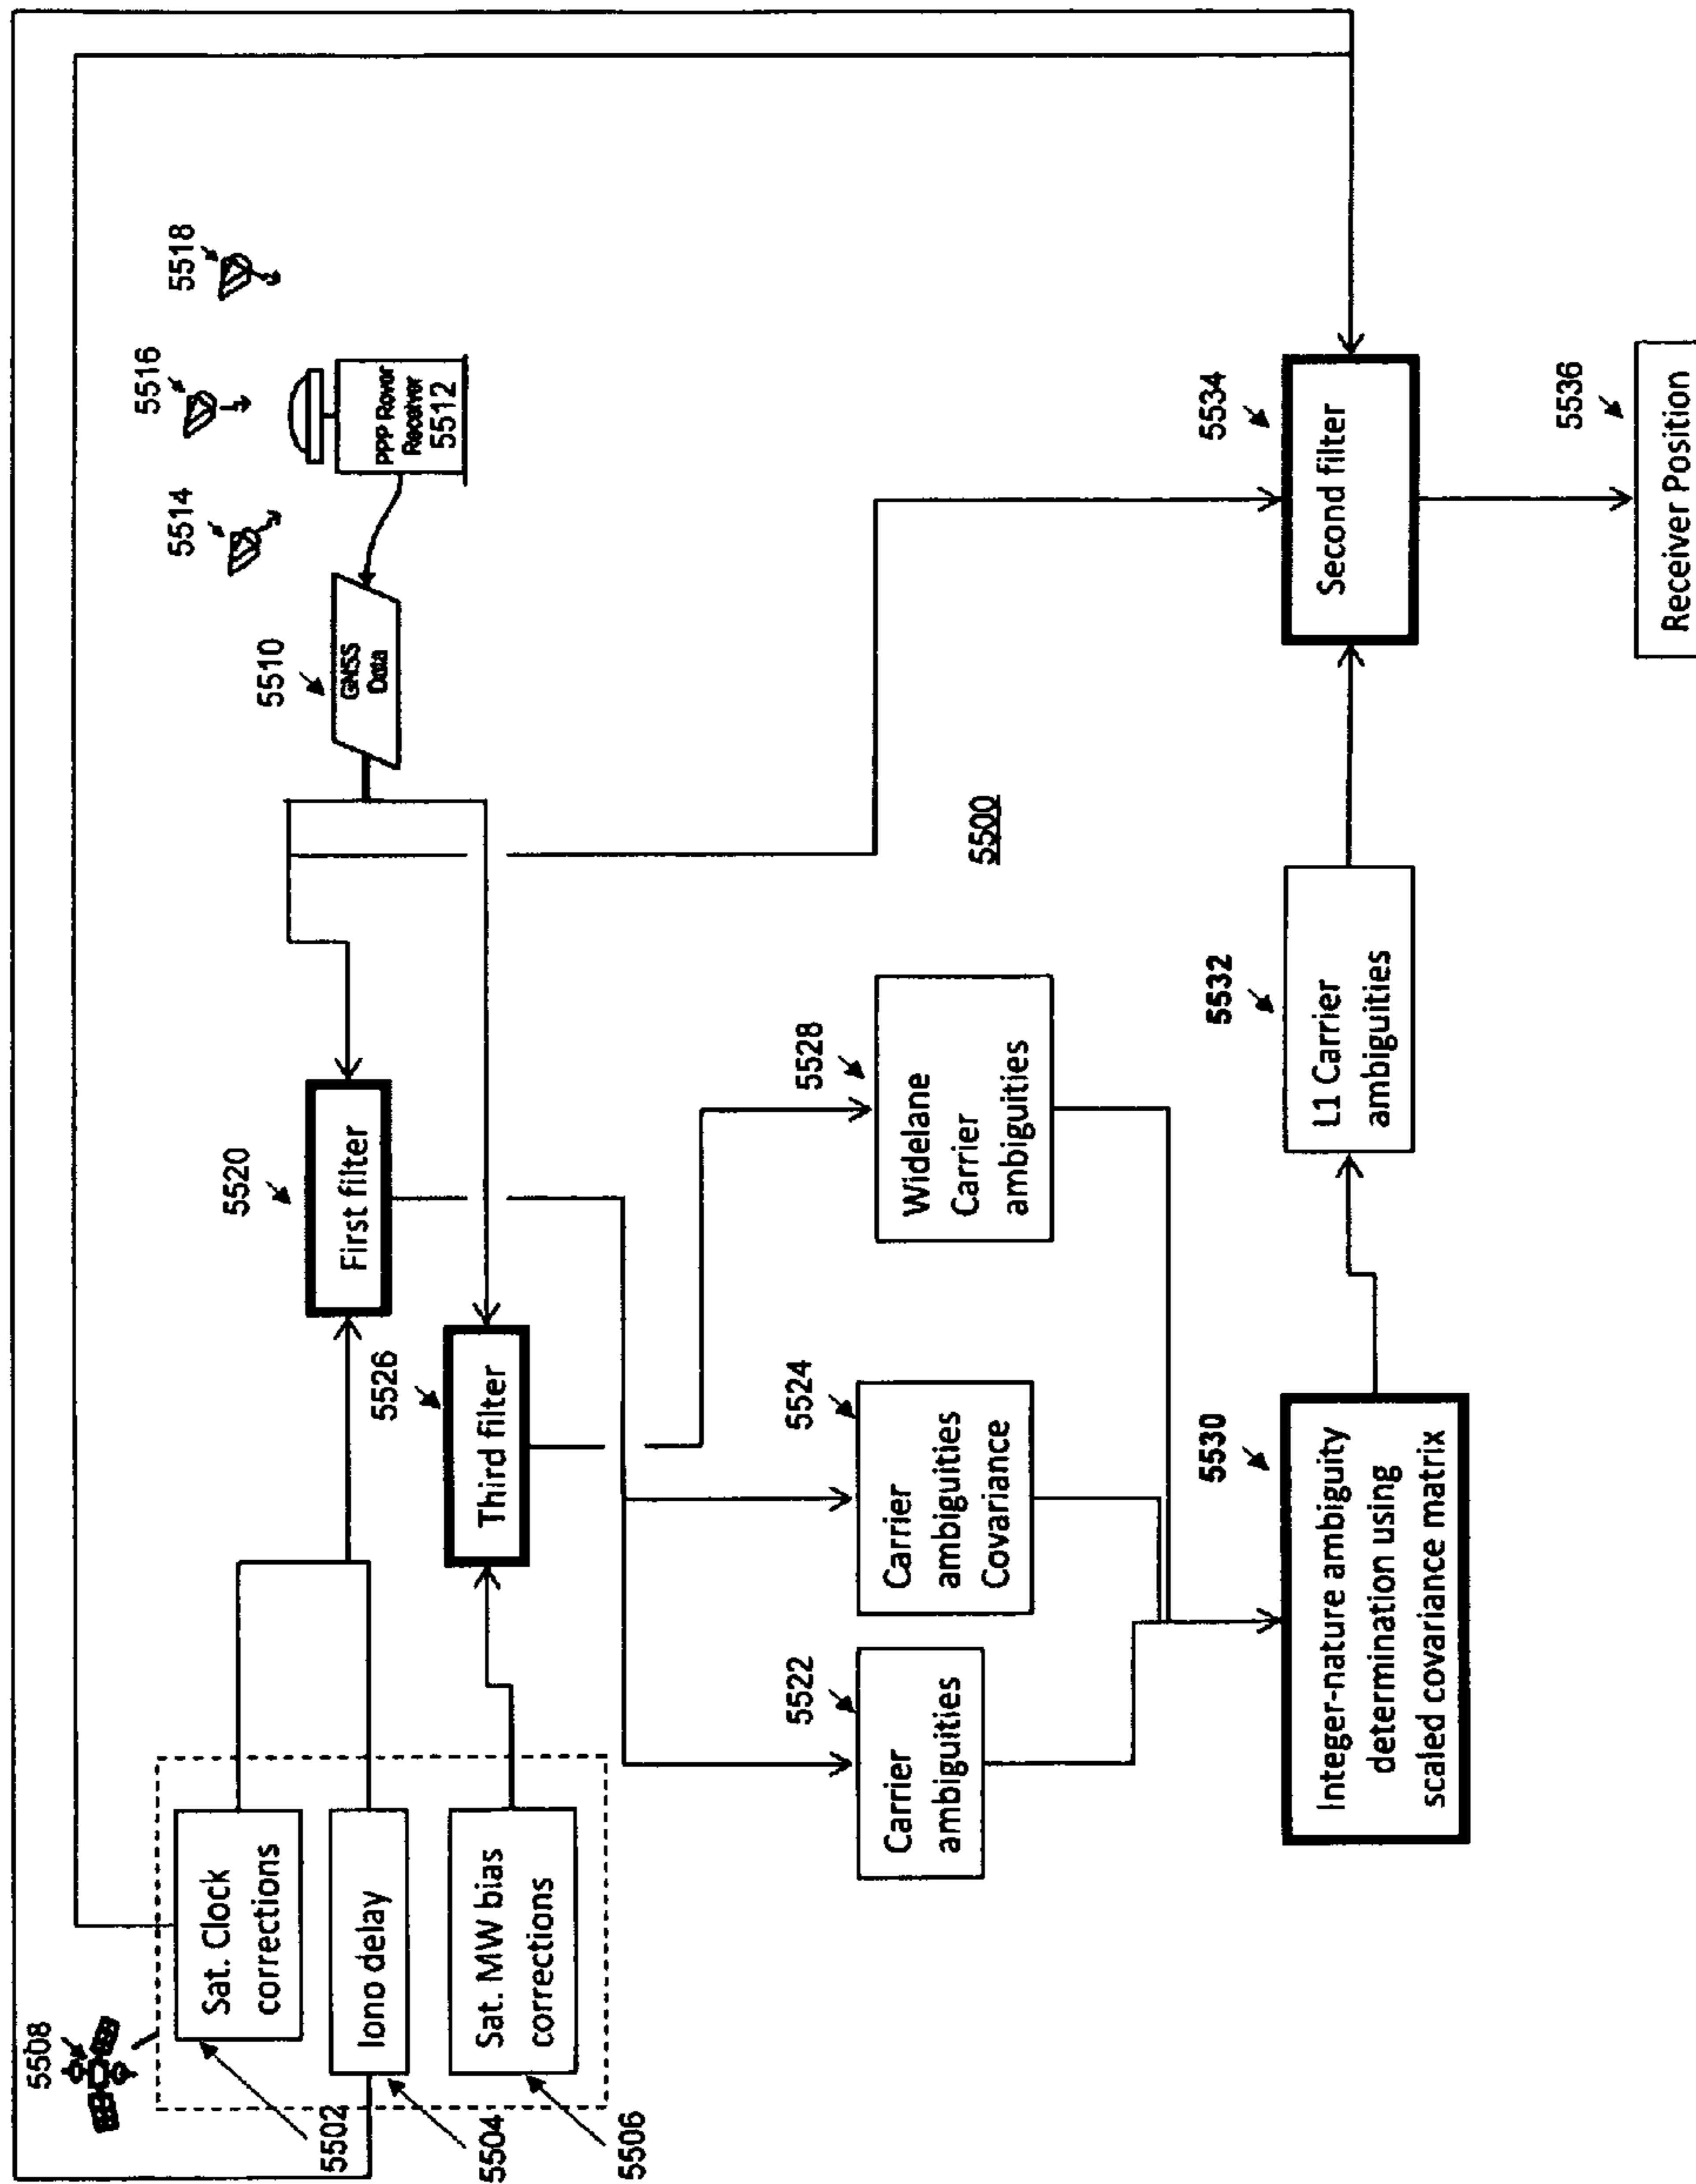 5508
5502
Sat. Clock
corrections
5504
Iono delay
5506
Sat. MW bias
corrections
5520
First filter
5526
Third filter
5510
GNSS
Data
5514
5516
5518
PPP Rover
Receiver
5512
5522
Carrier
ambiguities
5524
Carrier
ambiguities
Covariance
5528
Widelane
Carrier
ambiguities
5500
5530
Integer-nature ambiguity
determination using
scaled covariance matrix
5532
L1 Carrier
ambiguities
5534
Second filter
5536
Receiver Position